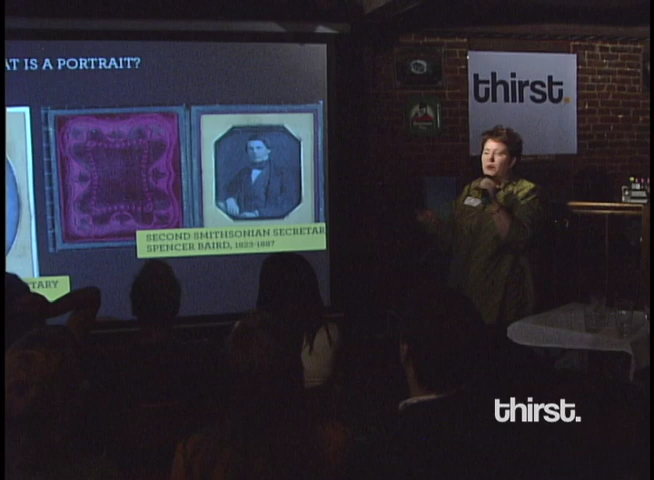 AT IS A PORTRAIT?
thirst.
SECOND SMITHSONIAN SECRETAR
SPENCER BAIRD, 1823-1887
TARY
thirst.